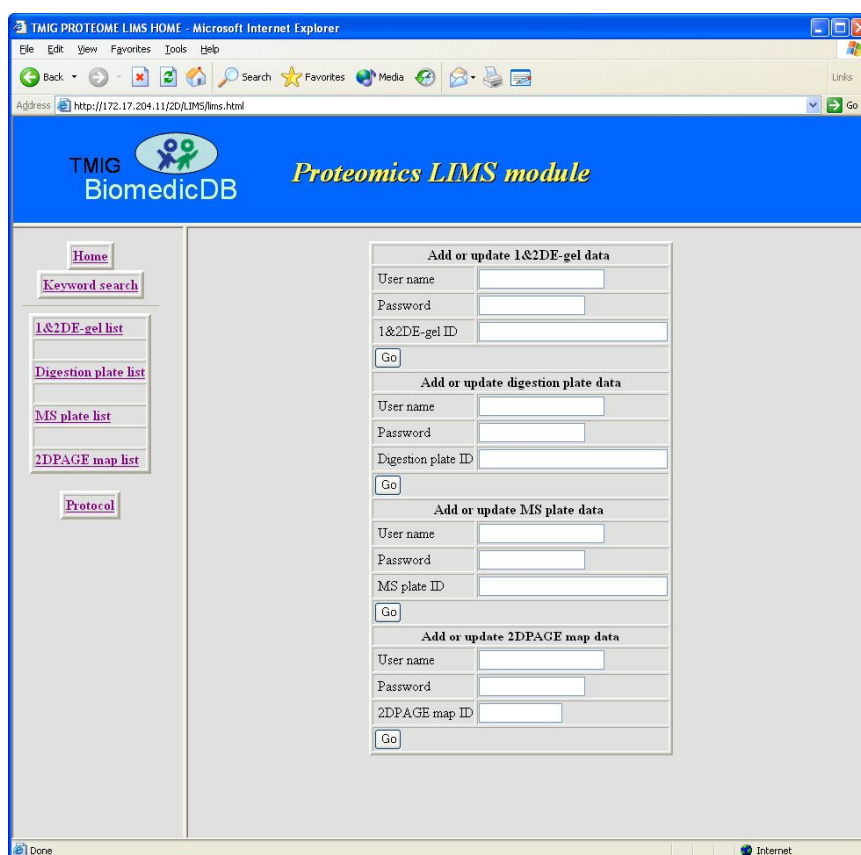 TMIG PROTEOME LIMS HOME - Microsoft Internet Explorer
File Edit View Favorites Tools Help
Back Search Favorites Media Links
Address http://172.17.204.11/2D/LIMS/lims.html Go
TMIG
BiomedicDB
Proteomics LIMS module
Home
Keyword search
1&2DE-gel list
Digestion plate list
MS plate list
2DPAGE map list
Protocol
Add or update 1&2DE-gel data
User name
Password
1&2DE-gel ID
Go
Add or update digestion plate data
User name
Password
Digestion plate ID
Go
Add or update MS plate data
User name
Password
MS plate ID
Go
Add or update 2DPAGE map data
User name
Password
2DPAGE map ID
Go
Done Internet